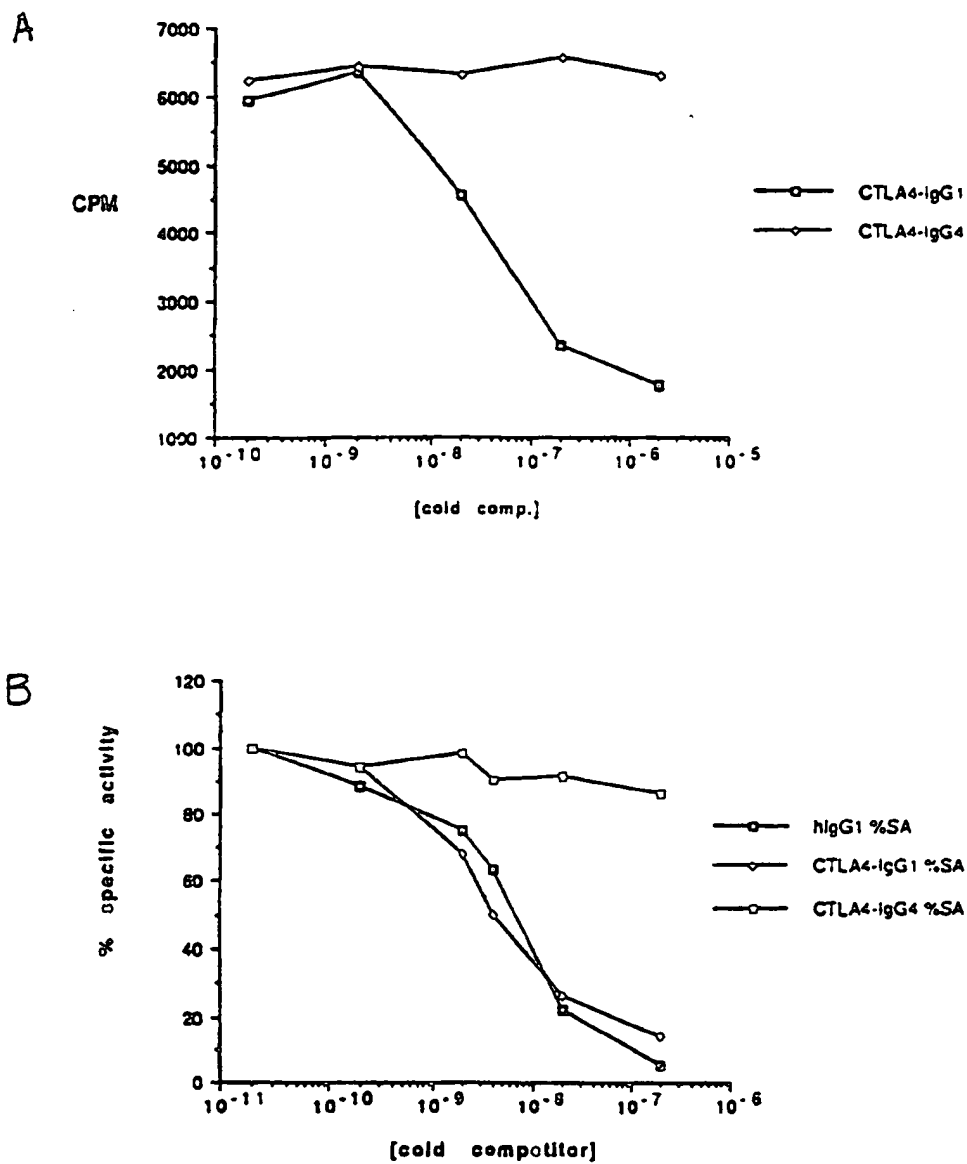 A
7000
6000
5000
4000
3000
2000
1000
CPM
10-10 10-9 10-8 10-7 10-6 10-5
[cold comp.]
CTLA4-IgG1
CTLA4-IgG4
B
120
100
80
60
40
20
0
% specific activity
10-11 10-10 10-9 10-8 10-7 10-6
[cold competitor]
hIgG1 %SA
CTLA4-IgG1 %SA
CTLA4-IgG4 %SA